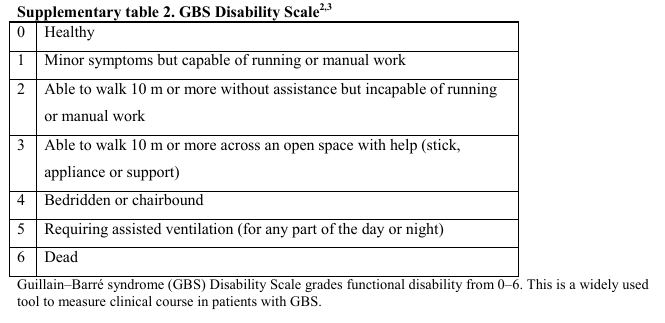 Supplementary table 2. GBS Disability Scale2,3
0 Healthy
1 Minor symptoms but capable of running or manual work
2 Able to walk 10 m or more without assistance but incapable of running
or manual work
3 Able to walk 10 m or more across an open space with help (stick,
appliance or support)
4 Bedridden or chairbound
5 Requiring assisted ventilation (for any part of the day or night)
6 Dead
Guillain–Barré syndrome (GBS) Disability Scale grades functional disability from 0–6. This is a widely used
tool to measure clinical course in patients with GBS.